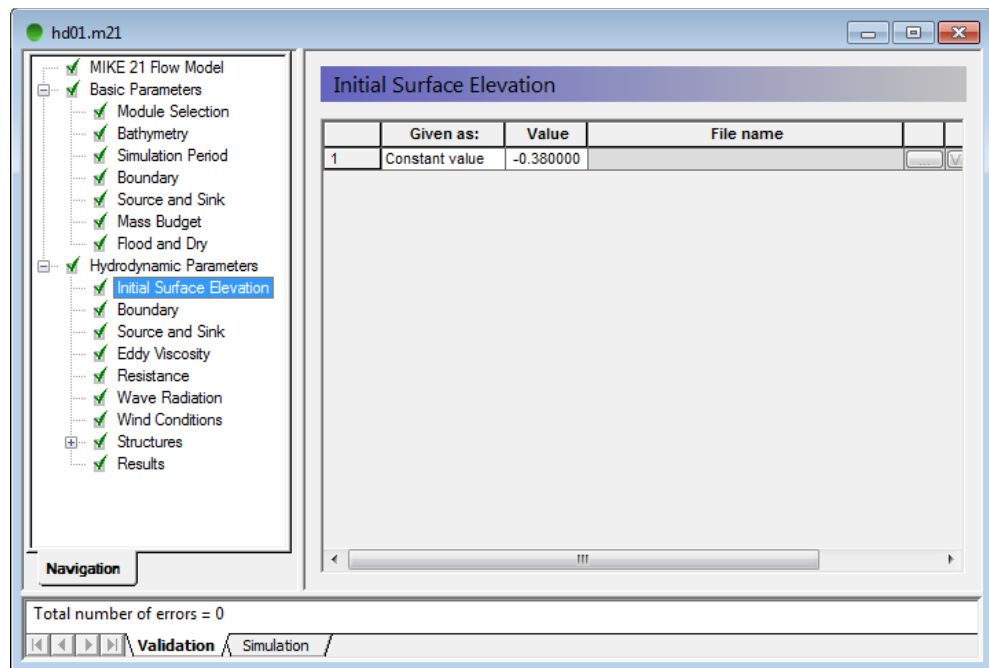 hd01.m21
MIKE 21 Flow Model
Basic Parameters
Module Selection
Bathymetry
Simulation Period
Boundary
Source and Sink
Mass Budget
Flood and Dry
Hydrodynamic Parameters
Initial Surface Elevation
Boundary
Source and Sink
Eddy Viscosity
Resistance
Wave Radiation
Wind Conditions
Structures
Results
Navigation
Initial Surface Elevation
Given as: Value File name
1 Constant value -0.380000 ... V
Total number of errors = 0
Validation Simulation